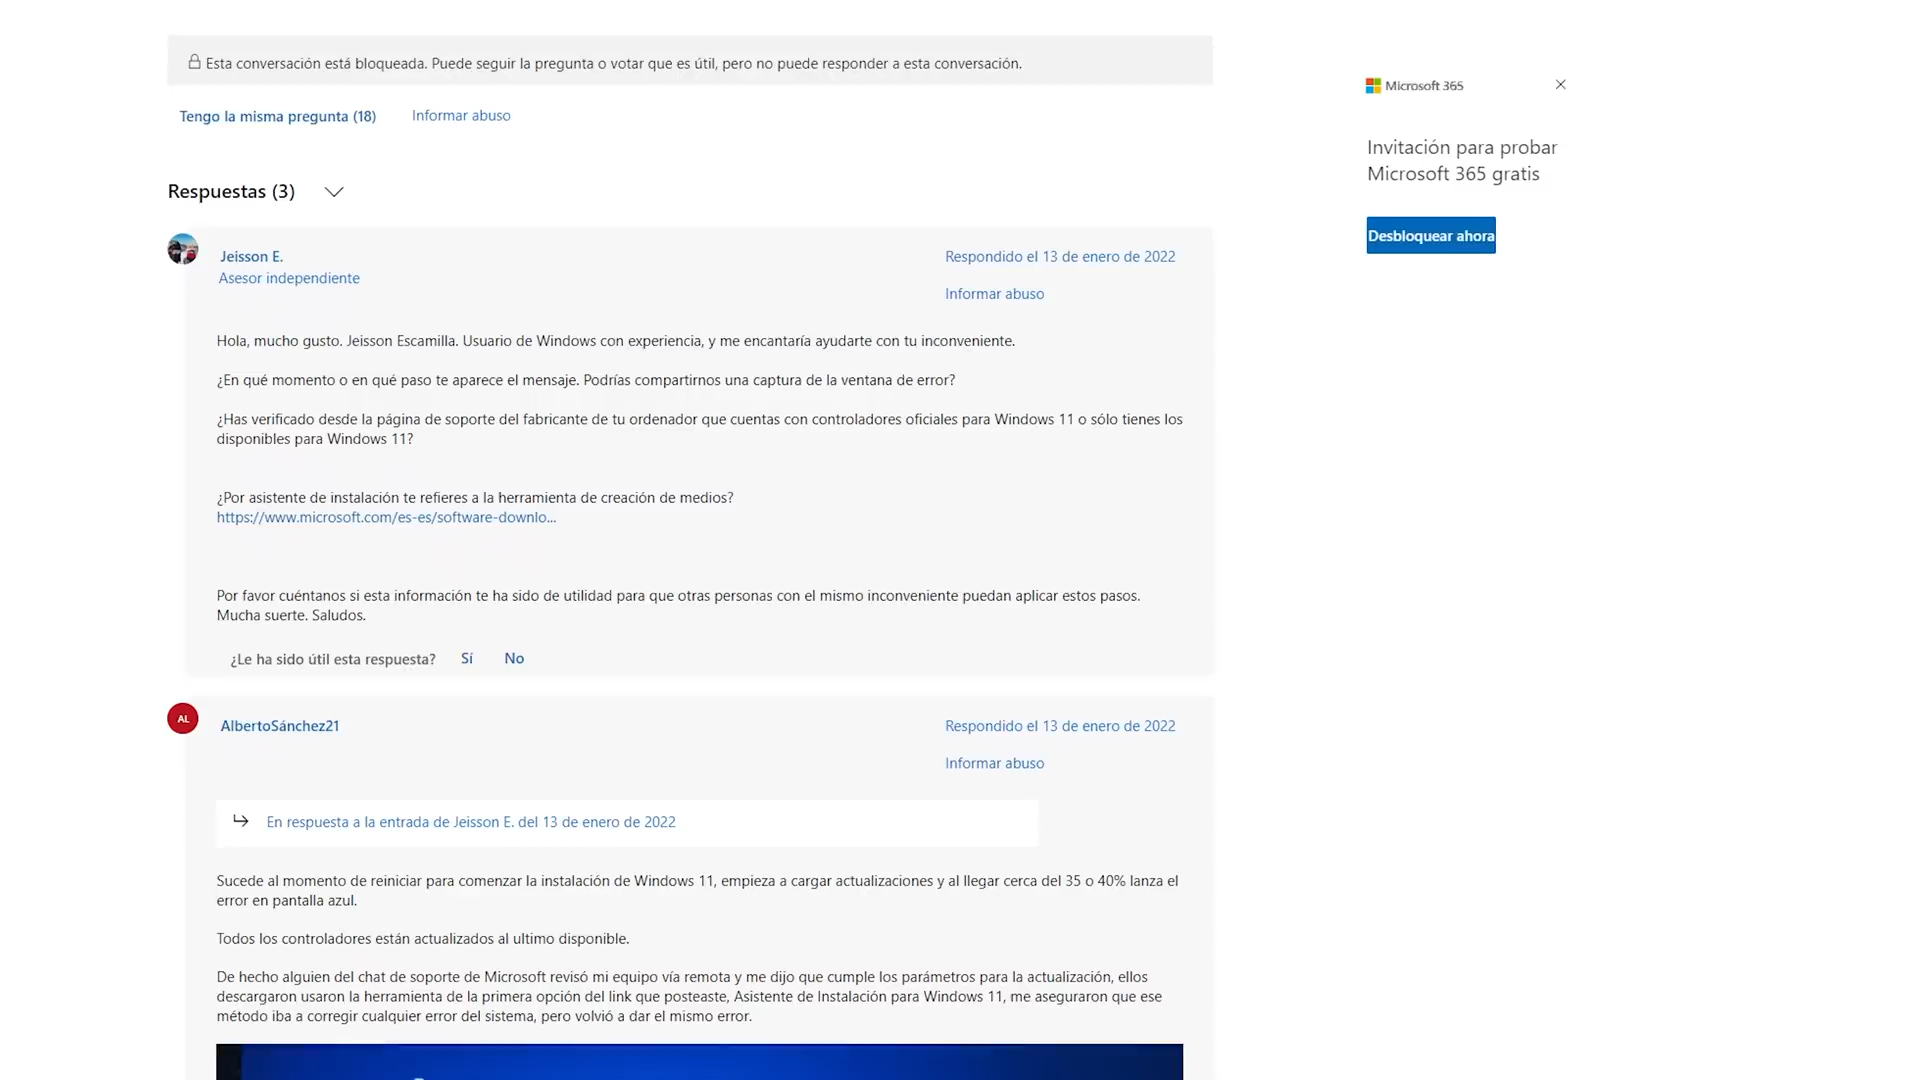 Esta conversación está bloqueada. Puede seguir la pregunta o votar que es útil, pero no puede responder a esta conversación.
Tengo la misma pregunta (18)
Informar abuso
Microsoft 365
Invitación para probar
Microsoft 365 gratis
Desbloquear ahora
Respuestas (3)
Jeisson E.
Asesor independiente
Respondido el 13 de enero de 2022
Informar abuso
Hola, mucho gusto. Jeisson Escamilla. Usuario de Windows con experiencia, y me encantaría ayudarte con tu inconveniente.
¿En qué momento o en qué paso te aparece el mensaje. Podrías compartirnos una captura de la ventana de error?
¿Has verificado desde la página de soporte del fabricante de tu ordenador que cuentas con controladores oficiales para Windows 11 o sólo tienes los
disponibles para Windows 11?
¿Por asistente de instalación te refieres a la herramienta de creación de medios?
https://www.microsoft.com/es-es/software-downlo...
Por favor cuéntanos si esta información te ha sido de utilidad para que otras personas con el mismo inconveniente puedan aplicar estos pasos.
Mucha suerte. Saludos.
¿Le ha sido útil esta respuesta?
Sí
No
AL
AlbertoSánchez21
Respondido el 13 de enero de 2022
Informar abuso
En respuesta a la entrada de Jeisson E. del 13 de enero de 2022
Sucede al momento de reiniciar para comenzar la instalación de Windows 11, empieza a cargar actualizaciones y al llegar cerca del 35 o 40% lanza el
error en pantalla azul.
Todos los controladores están actualizados al ultimo disponible.
De hecho alguien del chat de soporte de Microsoft revisó mi equipo vía remota y me dijo que cumple los parámetros para la actualización, ellos
descargaron usaron la herramienta de la primera opción del link que posteaste, Asistente de Instalación para Windows 11, me aseguraron que ese
método iba a corregir cualquier error del sistema, pero volvió a dar el mismo error.